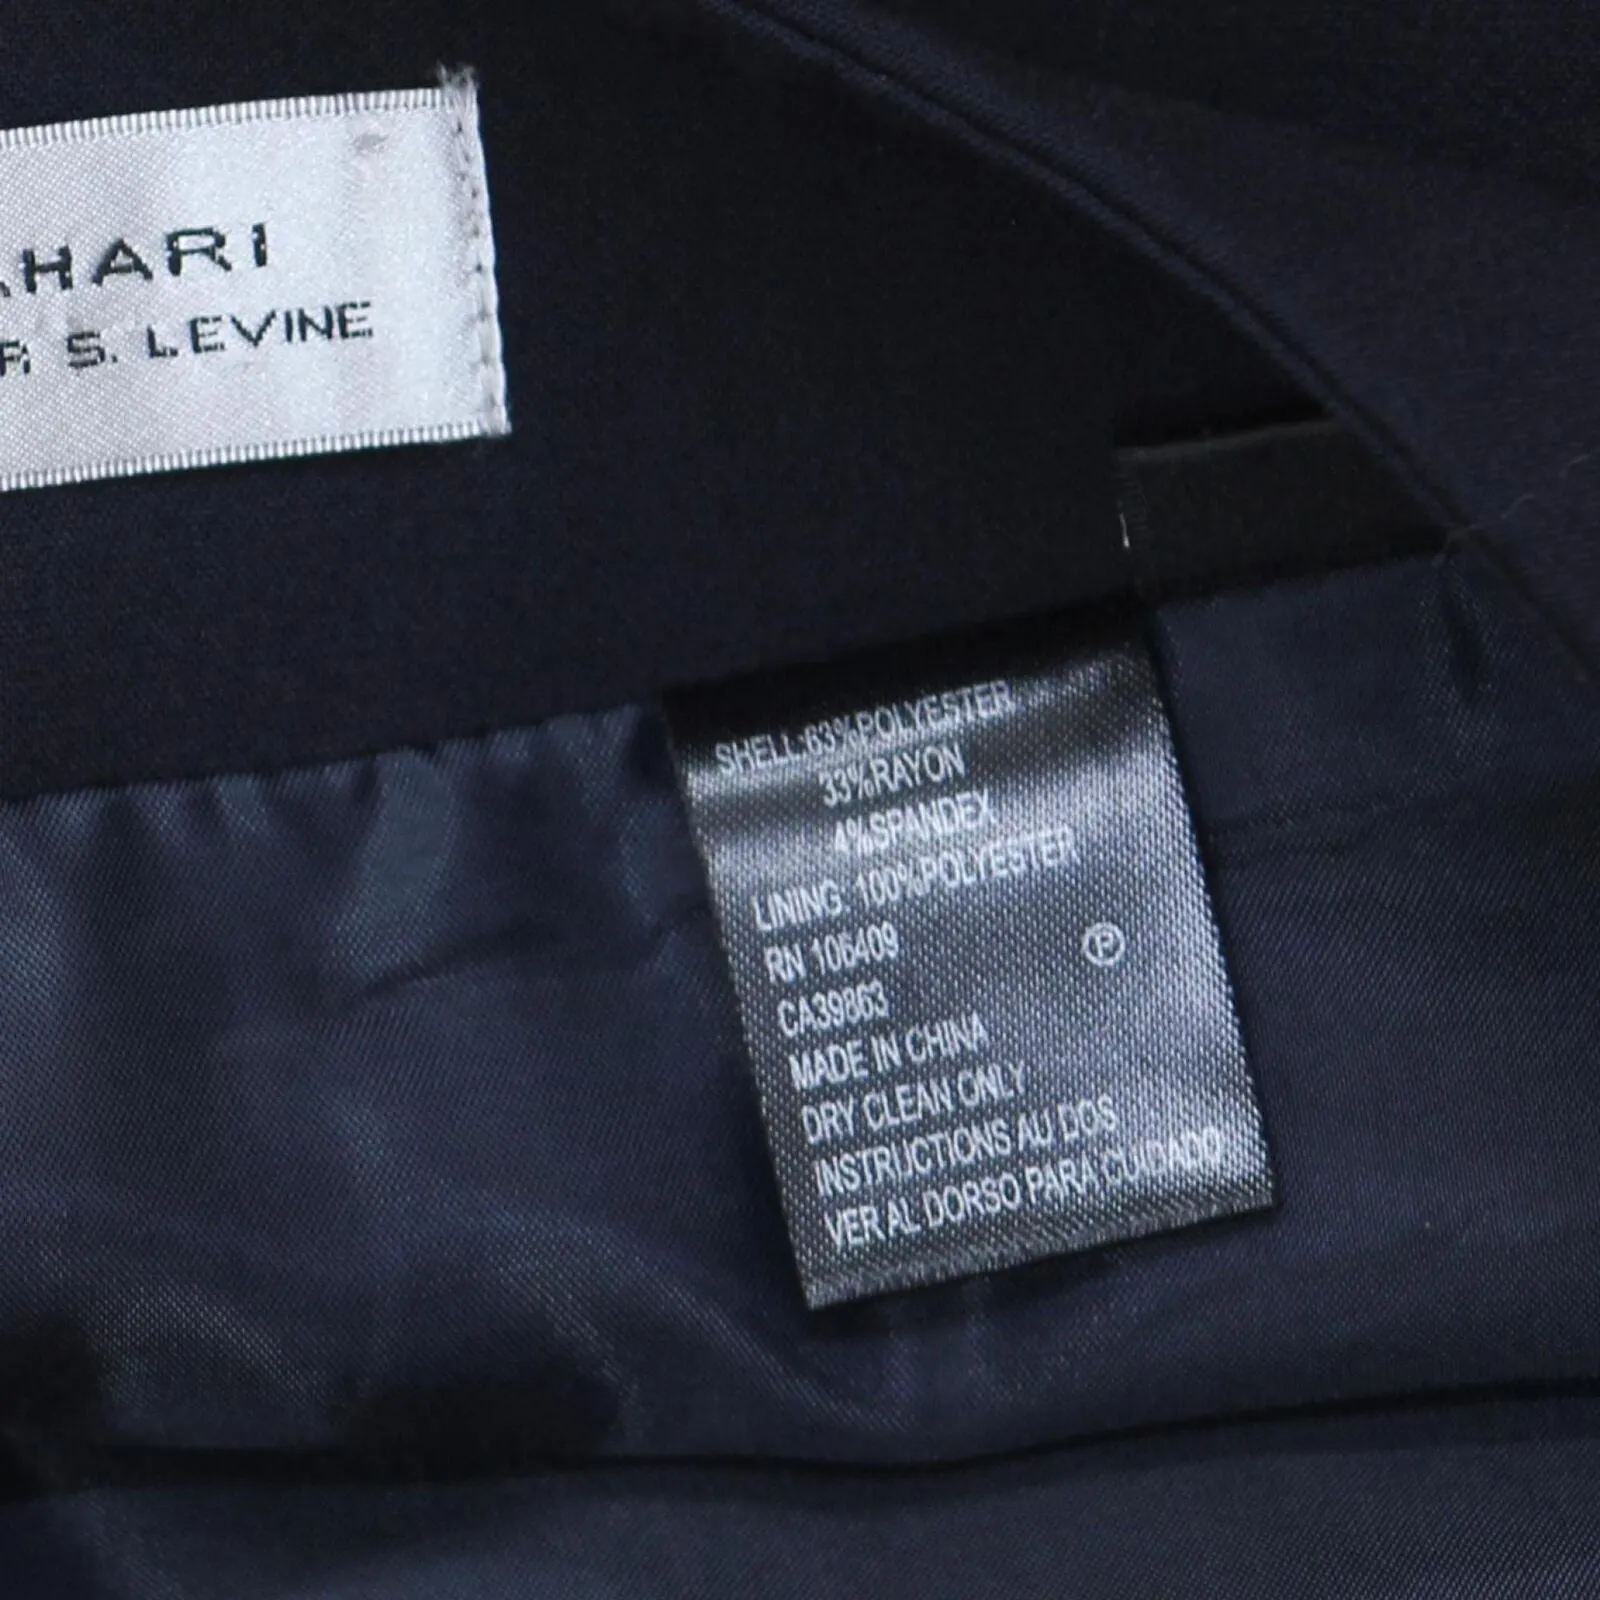 AHARI
R S. LEVINE
SHELL:63%POLYESTER
33%RAYON
4%SPANDEX
LINING 100%POLYESTER
RN 106409
P
CA39863
MADE IN CHINA
DRY CLEAN ONLY
INSTRUCTIONS AU DOS
VER AL DORSO PARA CUIDADO